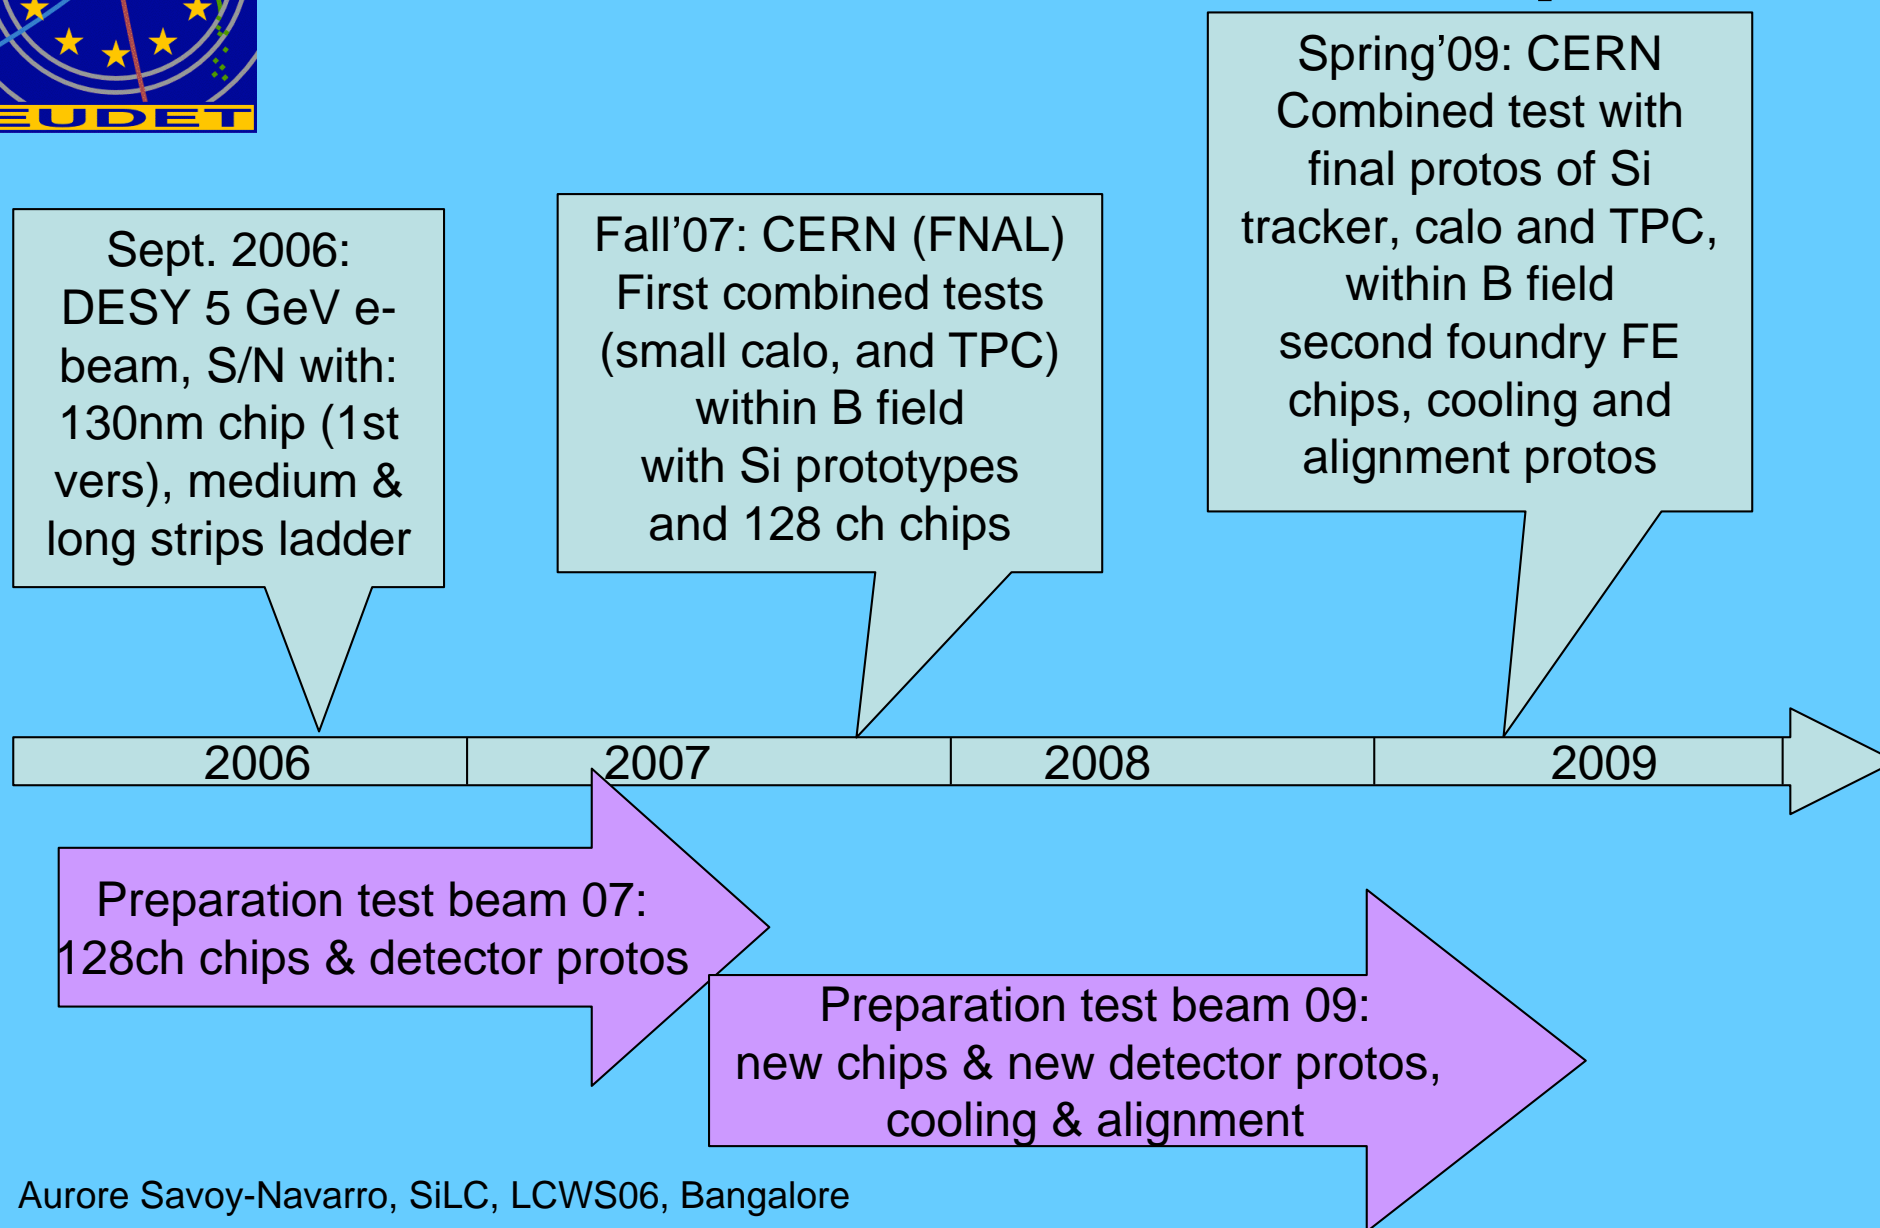 EUDET
Spring'09: CERN
Combined test with
final protos of Si
tracker, calo and TPC,
within B field
second foundry FE
chips, cooling and
alignment protos
Fall'07: CERN (FNAL)
First combined tests
(small calo, and TPC)
within B field
with Si prototypes
and 128 ch chips
Sept. 2006:
DESY 5 GeV e-
beam, S/N with:
130nm chip (1st
vers), medium &
long strips ladder
2006
2007
2008
2009
Preparation test beam 07:
128ch chips & detector protos
Preparation test beam 09:
new chips & new detector protos,
cooling & alignment
Aurore Savoy-Navarro, SiLC, LCWS06, Bangalore